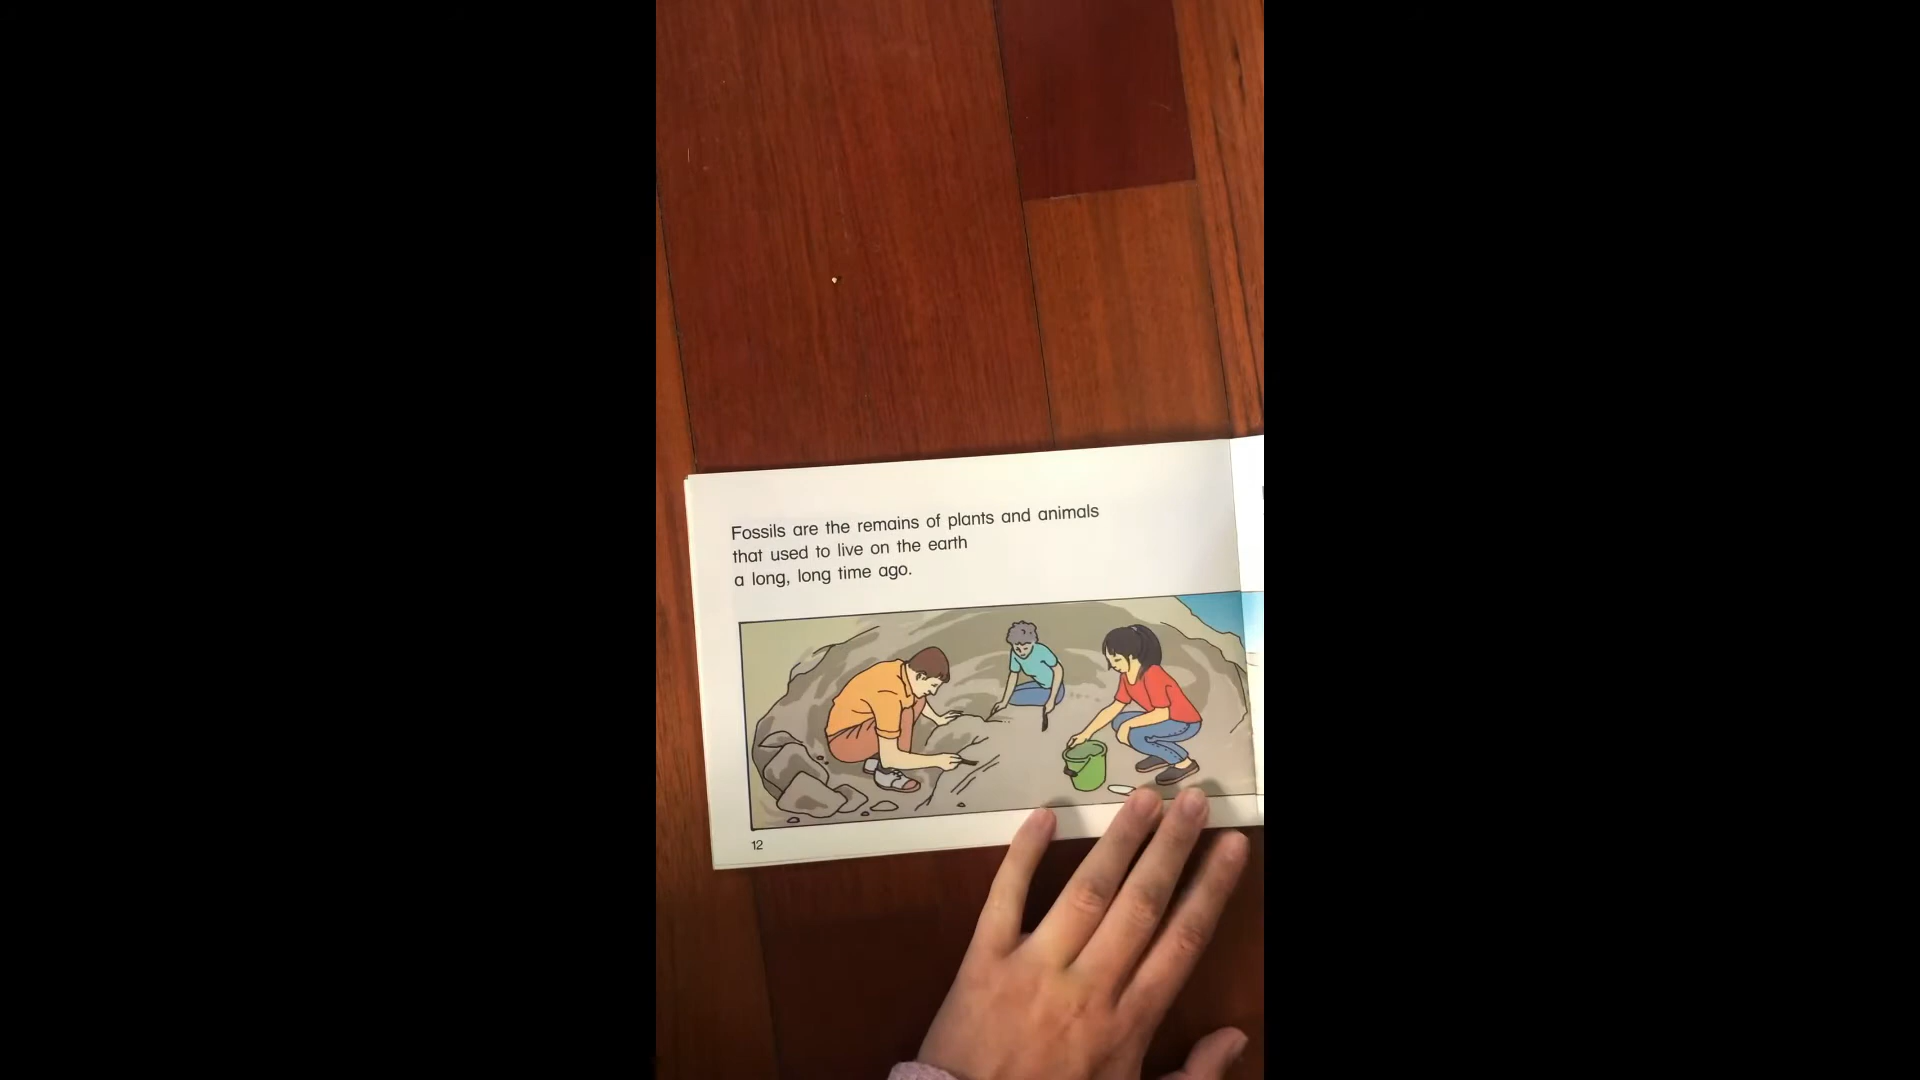 Fossils are the remains of plants and animals
that used to live on the earth
a long, long time ago.
12